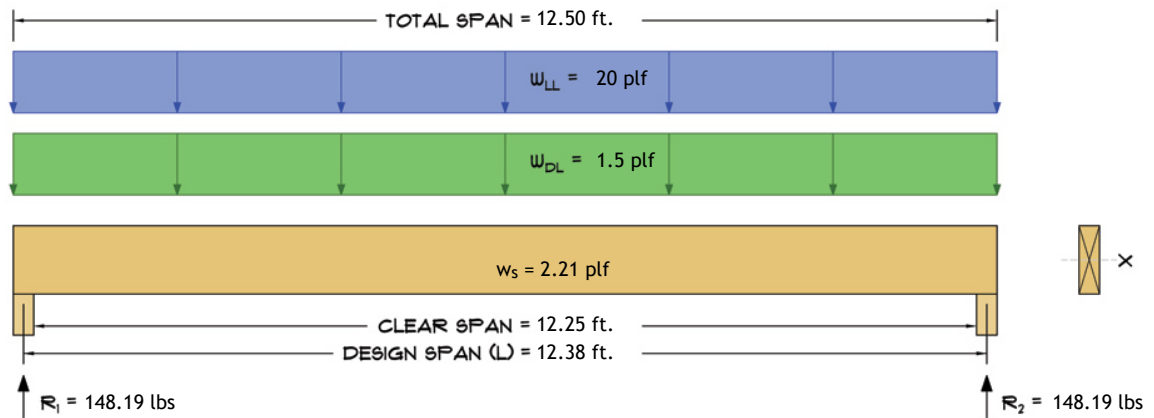 TOTAL SPAN = 12.50 ft.
wLL = 20 plf
wDL = 1.5 plf
ws = 2.21 plf
X
CLEAR SPAN = 12.25 ft.
DESIGN SPAN (L) = 12.38 ft.
R1 = 148.19 lbs
R2 = 148.19 lbs